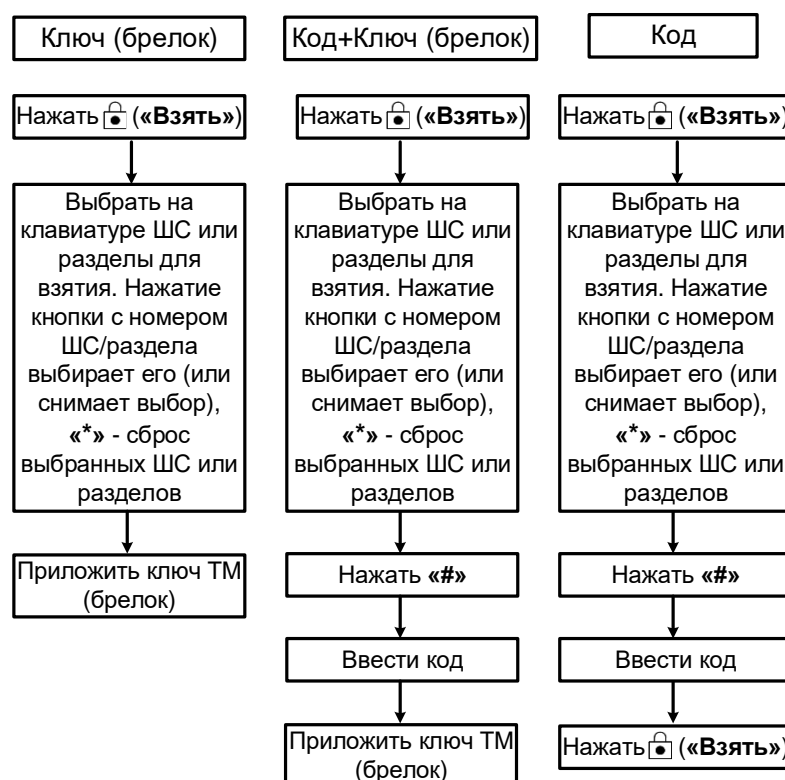 Ключ (брелок)
Нажать («Взять»)
Выбрать на
клавиатуре ШС или
разделы для
взятия. Нажатие
кнопки с номером
ШС/раздела
выбирает его (или
снимает выбор),
«*» - сброс
выбранных ШС или
разделов
Приложить ключ ТМ
(брелок)
Код+Ключ (брелок)
Нажать («Взять»)
Выбрать на
клавиатуре ШС или
разделы для
взятия. Нажатие
кнопки с номером
ШС/раздела
выбирает его (или
снимает выбор),
«*» - сброс
выбранных ШС или
разделов
Нажать «#»
Ввести код
Приложить ключ ТМ
(брелок)
Код
Нажать («Взять»)
Выбрать на
клавиатуре ШС или
разделы для
взятия. Нажатие
кнопки с номером
ШС/раздела
выбирает его (или
снимает выбор),
«*» - сброс
выбранных ШС или
разделов
Нажать «#»
Ввести код
Нажать («Взять»)